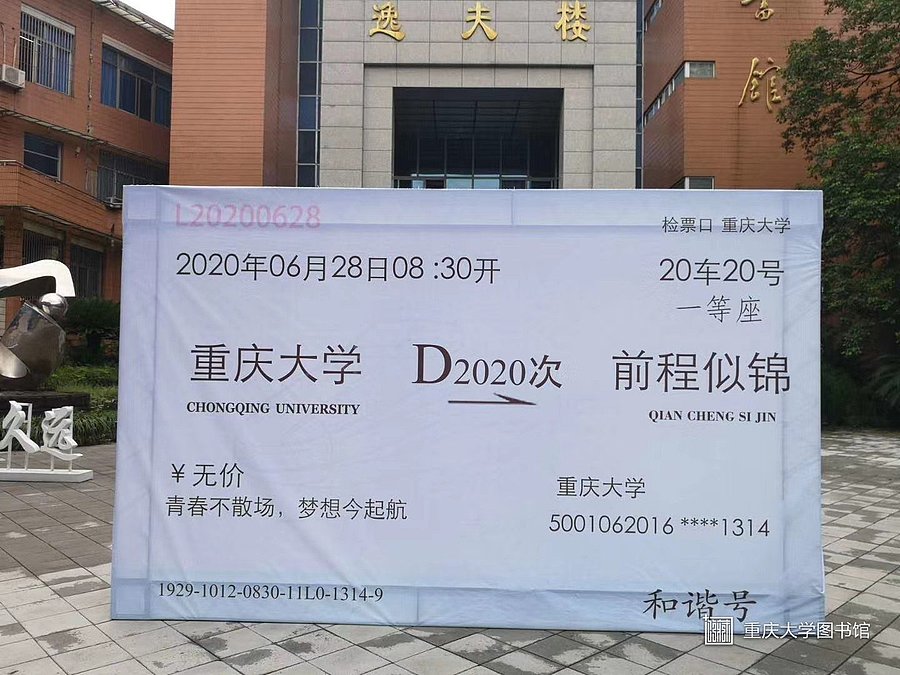 逸夫楼
馆
久远
L20200628
检票口 重庆大学
2020年06月28日08 :30开
20车20号
一等座
重庆大学 D2020次 前程似锦
CHONGQING UNIVERSITY
QIAN CHENG SI JIN
￥无价
青春不散场，梦想今起航
重庆大学
5001062016 ****1314
1929-1012-0830-11L0-1314-9
和谐号
重庆大学图书馆